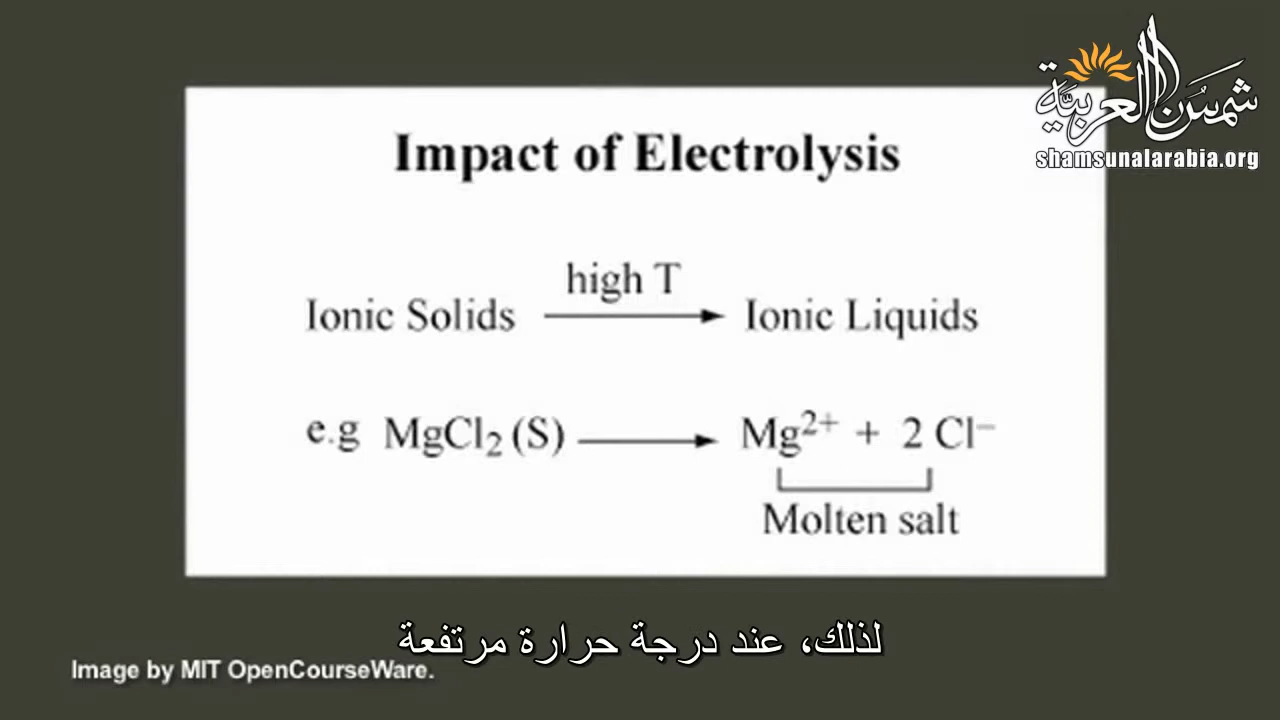 شمسُ العربيّة
shamsunalarabia.org
Impact of Electrolysis
high T
Ionic Solids → Ionic Liquids
e.g MgCl₂ (S) → Mg²⁺ + 2 Cl⁻
Molten salt
لذلك، عند درجة حرارة مرتفعة
Image by MIT OpenCourseWare.